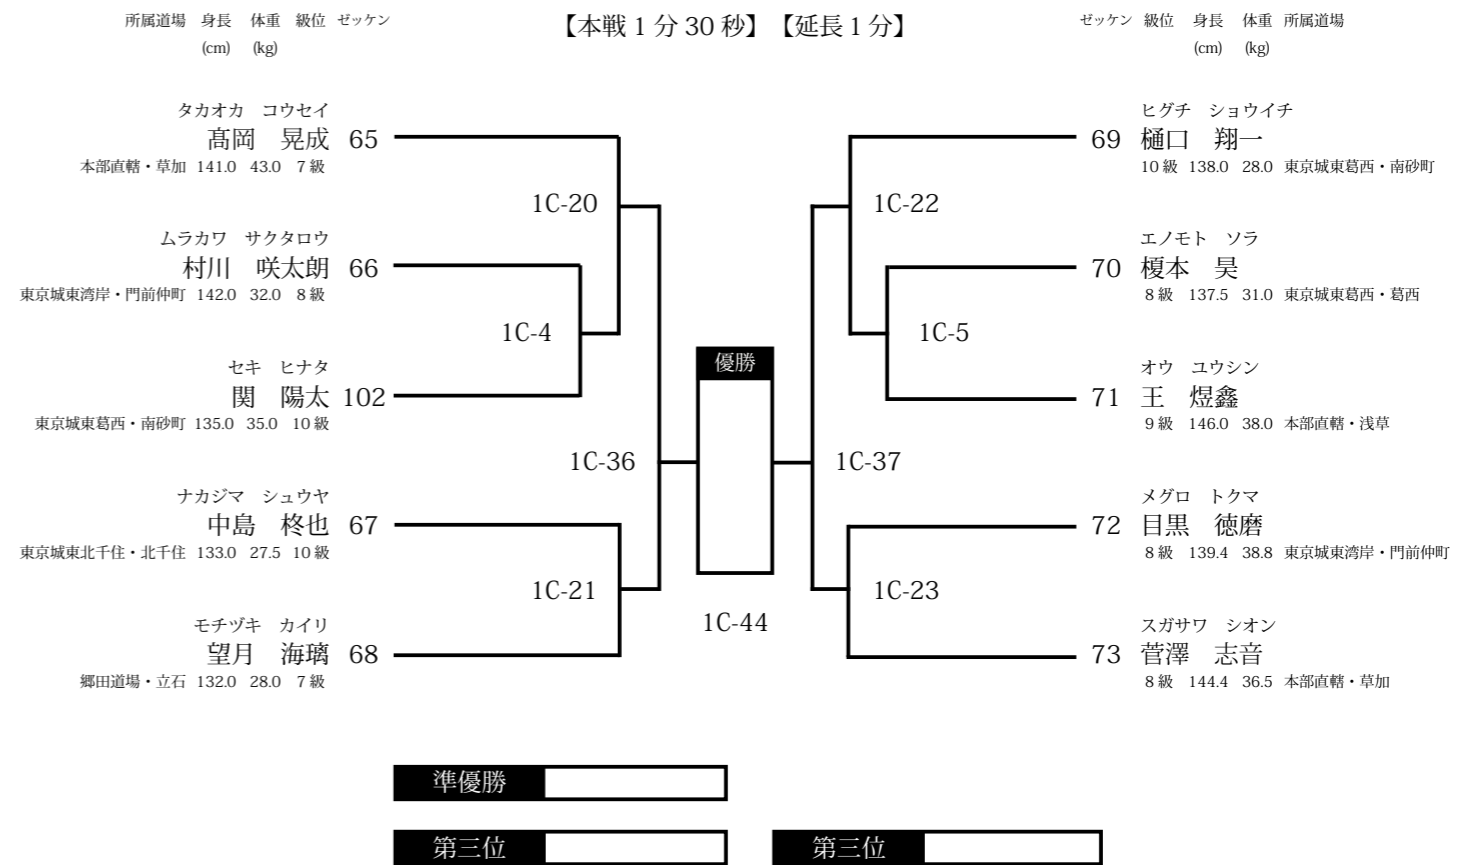 所属道場 身長 体重 級位 ゼッケン
(cm) (kg)
【本戦 1 分 30 秒】【延長 1 分】
ゼッケン 級位 身長 体重 所属道場
(cm) (kg)
タカオカ コウセイ
髙岡 晃成 65
本部直轄・草加 141.0 43.0 7 級
1C-20
ムラカワ サクタロウ
村川 咲太朗 66
東京城東湾岸・門前仲町 142.0 32.0 8 級
1C-4
セキ ヒナタ
関 陽太 102
東京城東葛西・南砂町 135.0 35.0 10 級
1C-36
ナカジマ シュウヤ
中島 柊也 67
東京城東北千住・北千住 133.0 27.5 10 級
1C-21
モチヅキ カイリ
望月 海璃 68
郷田道場・立石 132.0 28.0 7 級
優勝
1C-44
ヒグチ ショウイチ
69 樋口 翔一
10 級 138.0 28.0 東京城東葛西・南砂町
1C-22
エノモト ソラ
70 榎本 昊
8 級 137.5 31.0 東京城東葛西・葛西
1C-5
オウ ユウシン
71 王 煜鑫
9 級 146.0 38.0 本部直轄・浅草
1C-37
メグロ トクマ
72 目黒 徳磨
8 級 139.4 38.8 東京城東湾岸・門前仲町
1C-23
スガサワ シオン
73 菅澤 志音
8 級 144.4 36.5 本部直轄・草加
準優勝
第三位 第三位